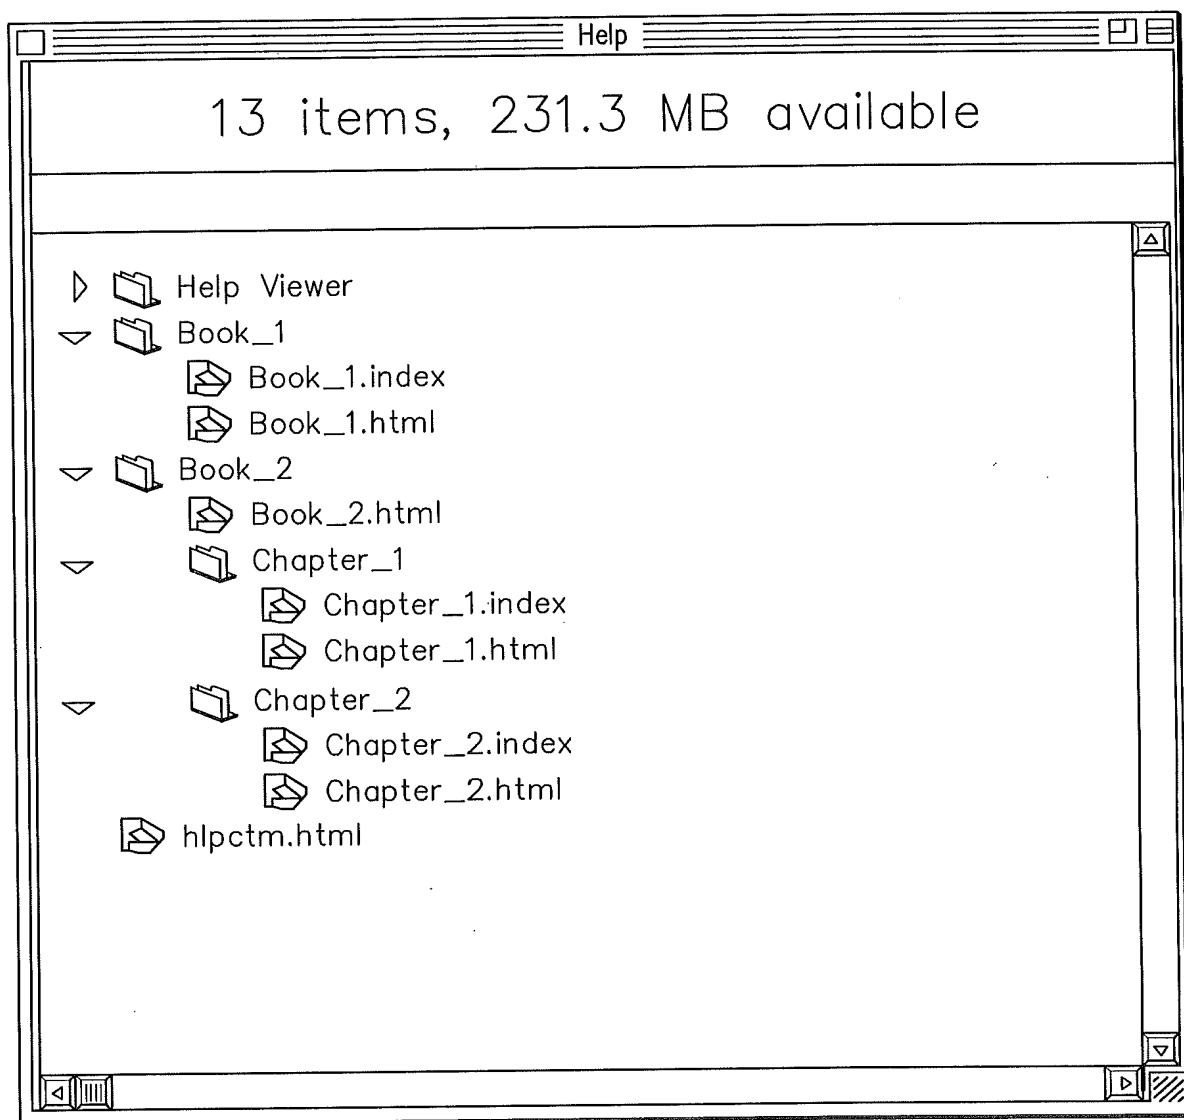 Help
13 items, 231.3 MB available
Help Viewer
Book_1
Book_1.index
Book_1.html
Book_2
Book_2.html
Chapter_1
Chapter_1.index
Chapter_1.html
Chapter_2
Chapter_2.index
Chapter_2.html
hlpctm.html